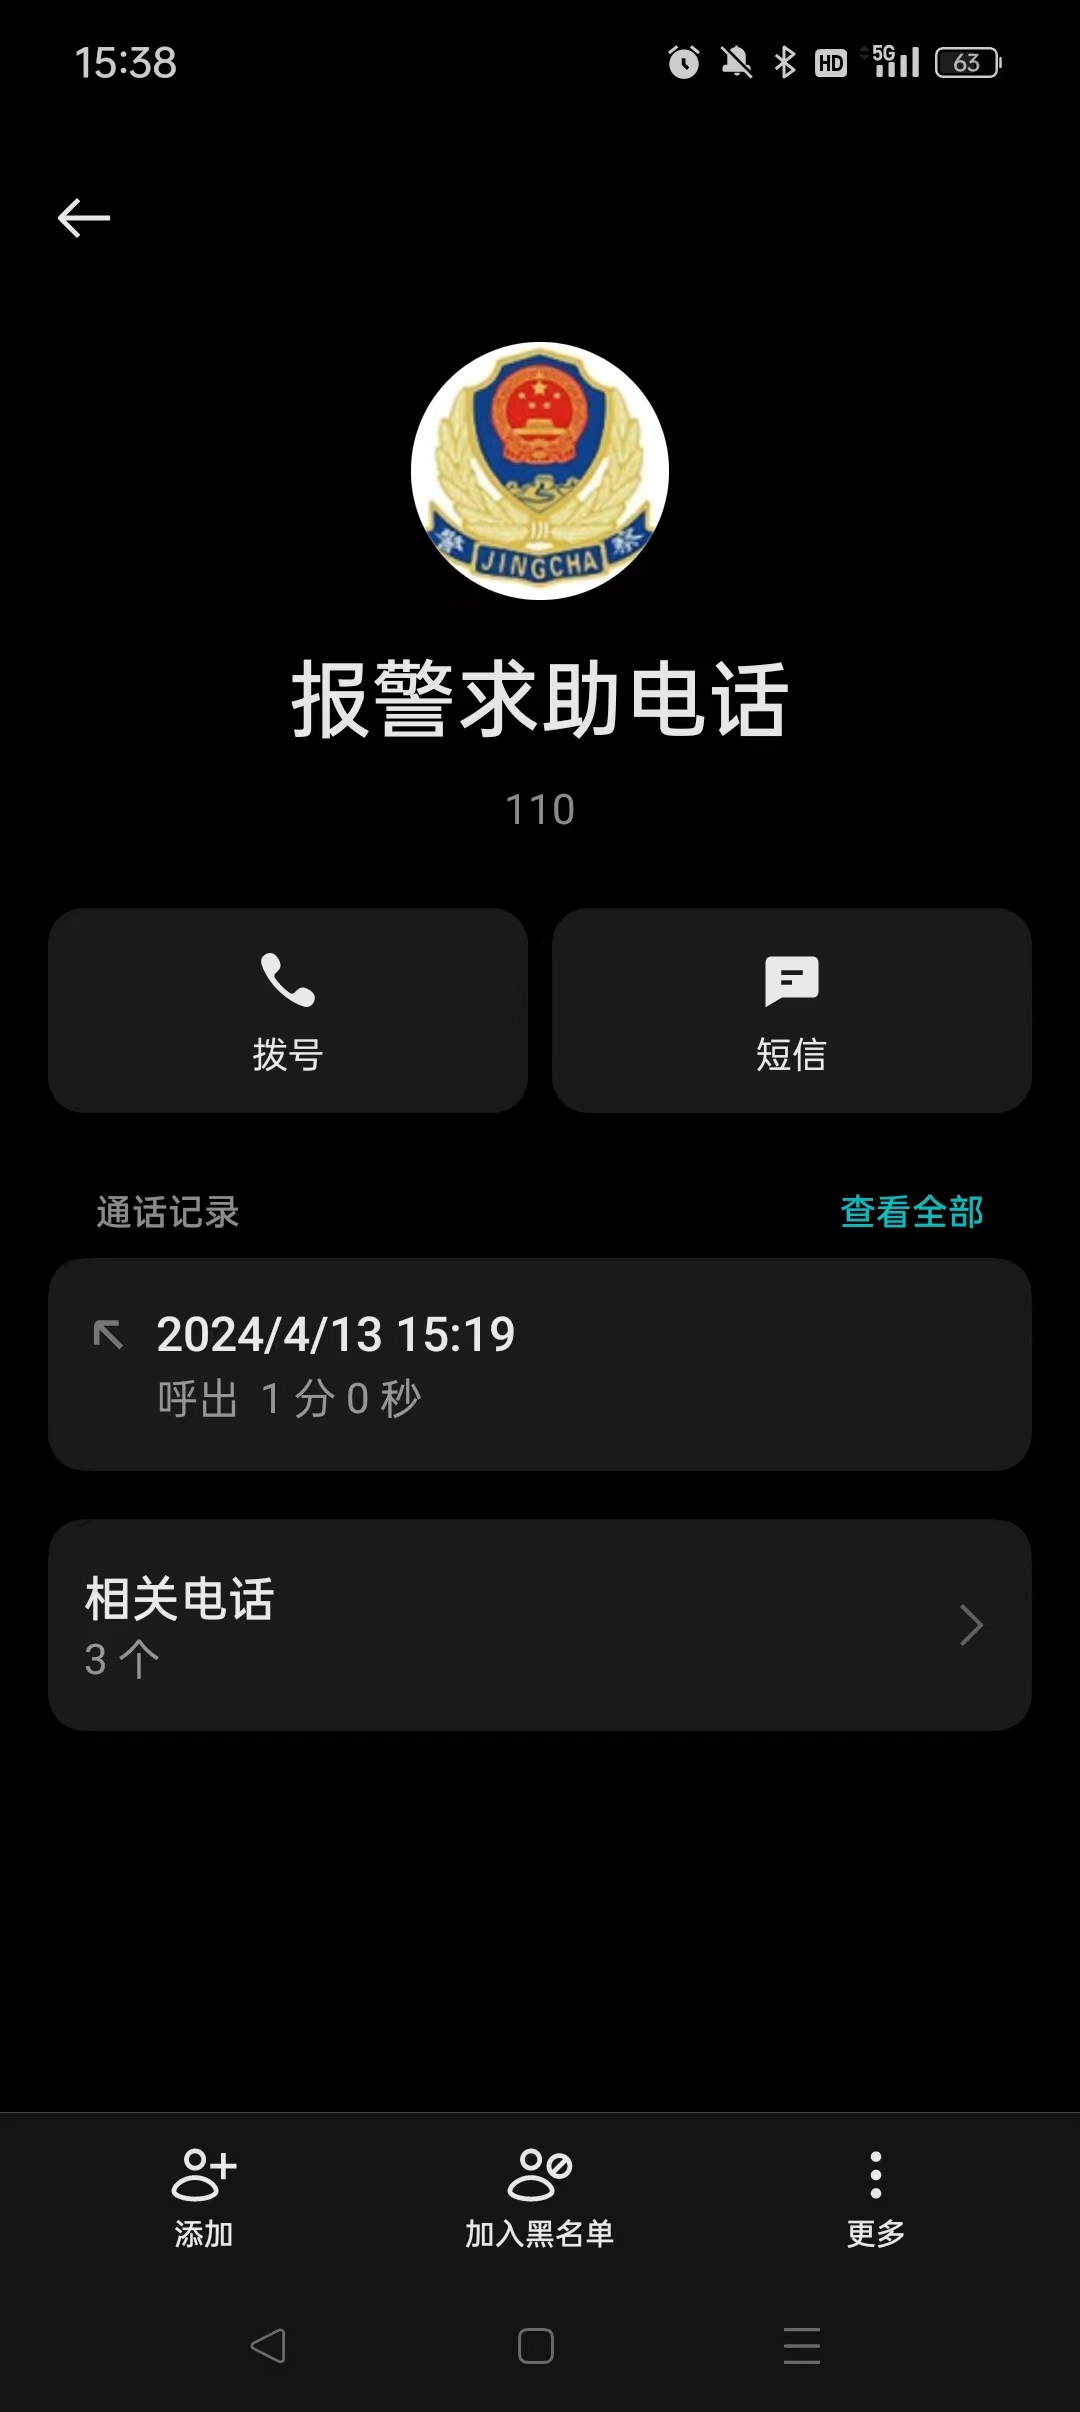 15:38
HD 5G 63
警 JINGCHA 察
报警求助电话
110
拨号
短信
通话记录
查看全部
2024/4/13 15:19
呼出 1 分 0 秒
相关电话
3 个
添加
加入黑名单
更多